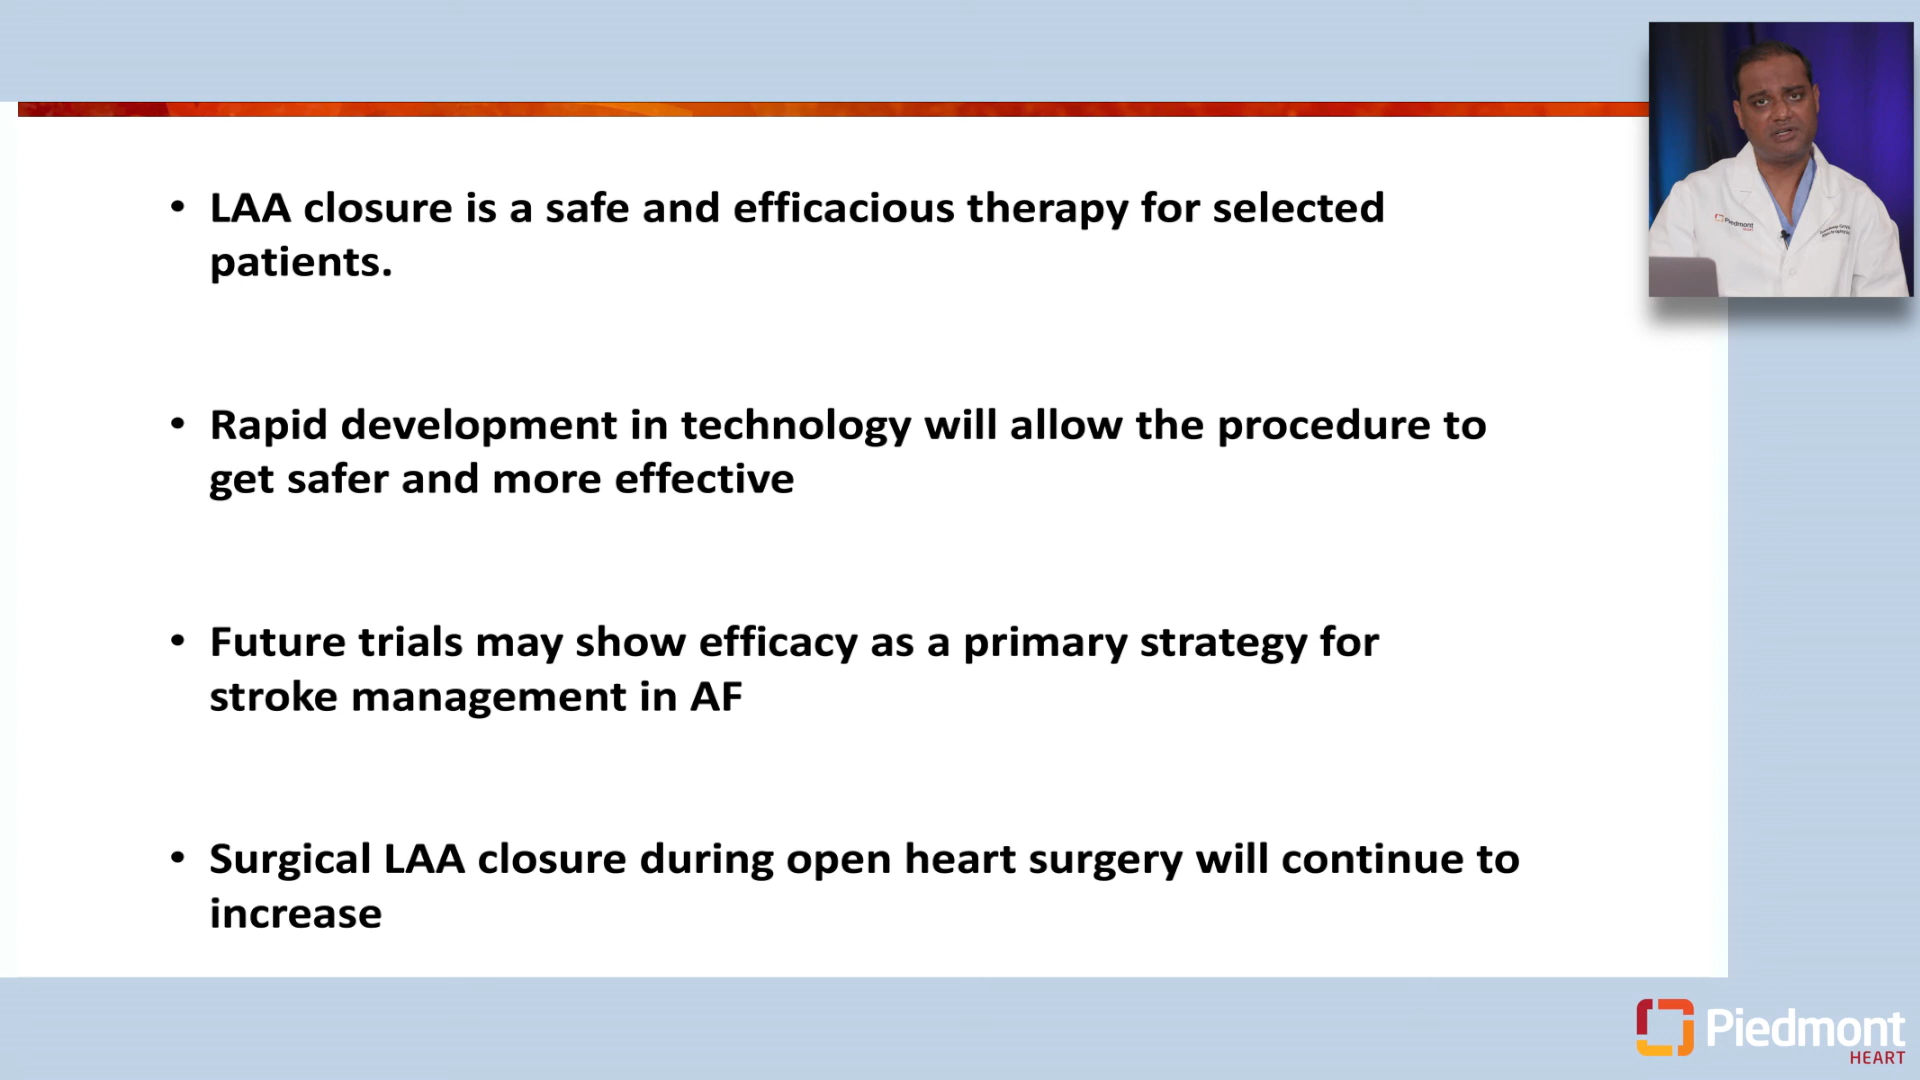 • LAA closure is a safe and efficacious therapy for selected
patients.
• Rapid development in technology will allow the procedure to
get safer and more effective
• Future trials may show efficacy as a primary strategy for
stroke management in AF
• Surgical LAA closure during open heart surgery will continue to
increase
Piedmont
Piedmont
HEART